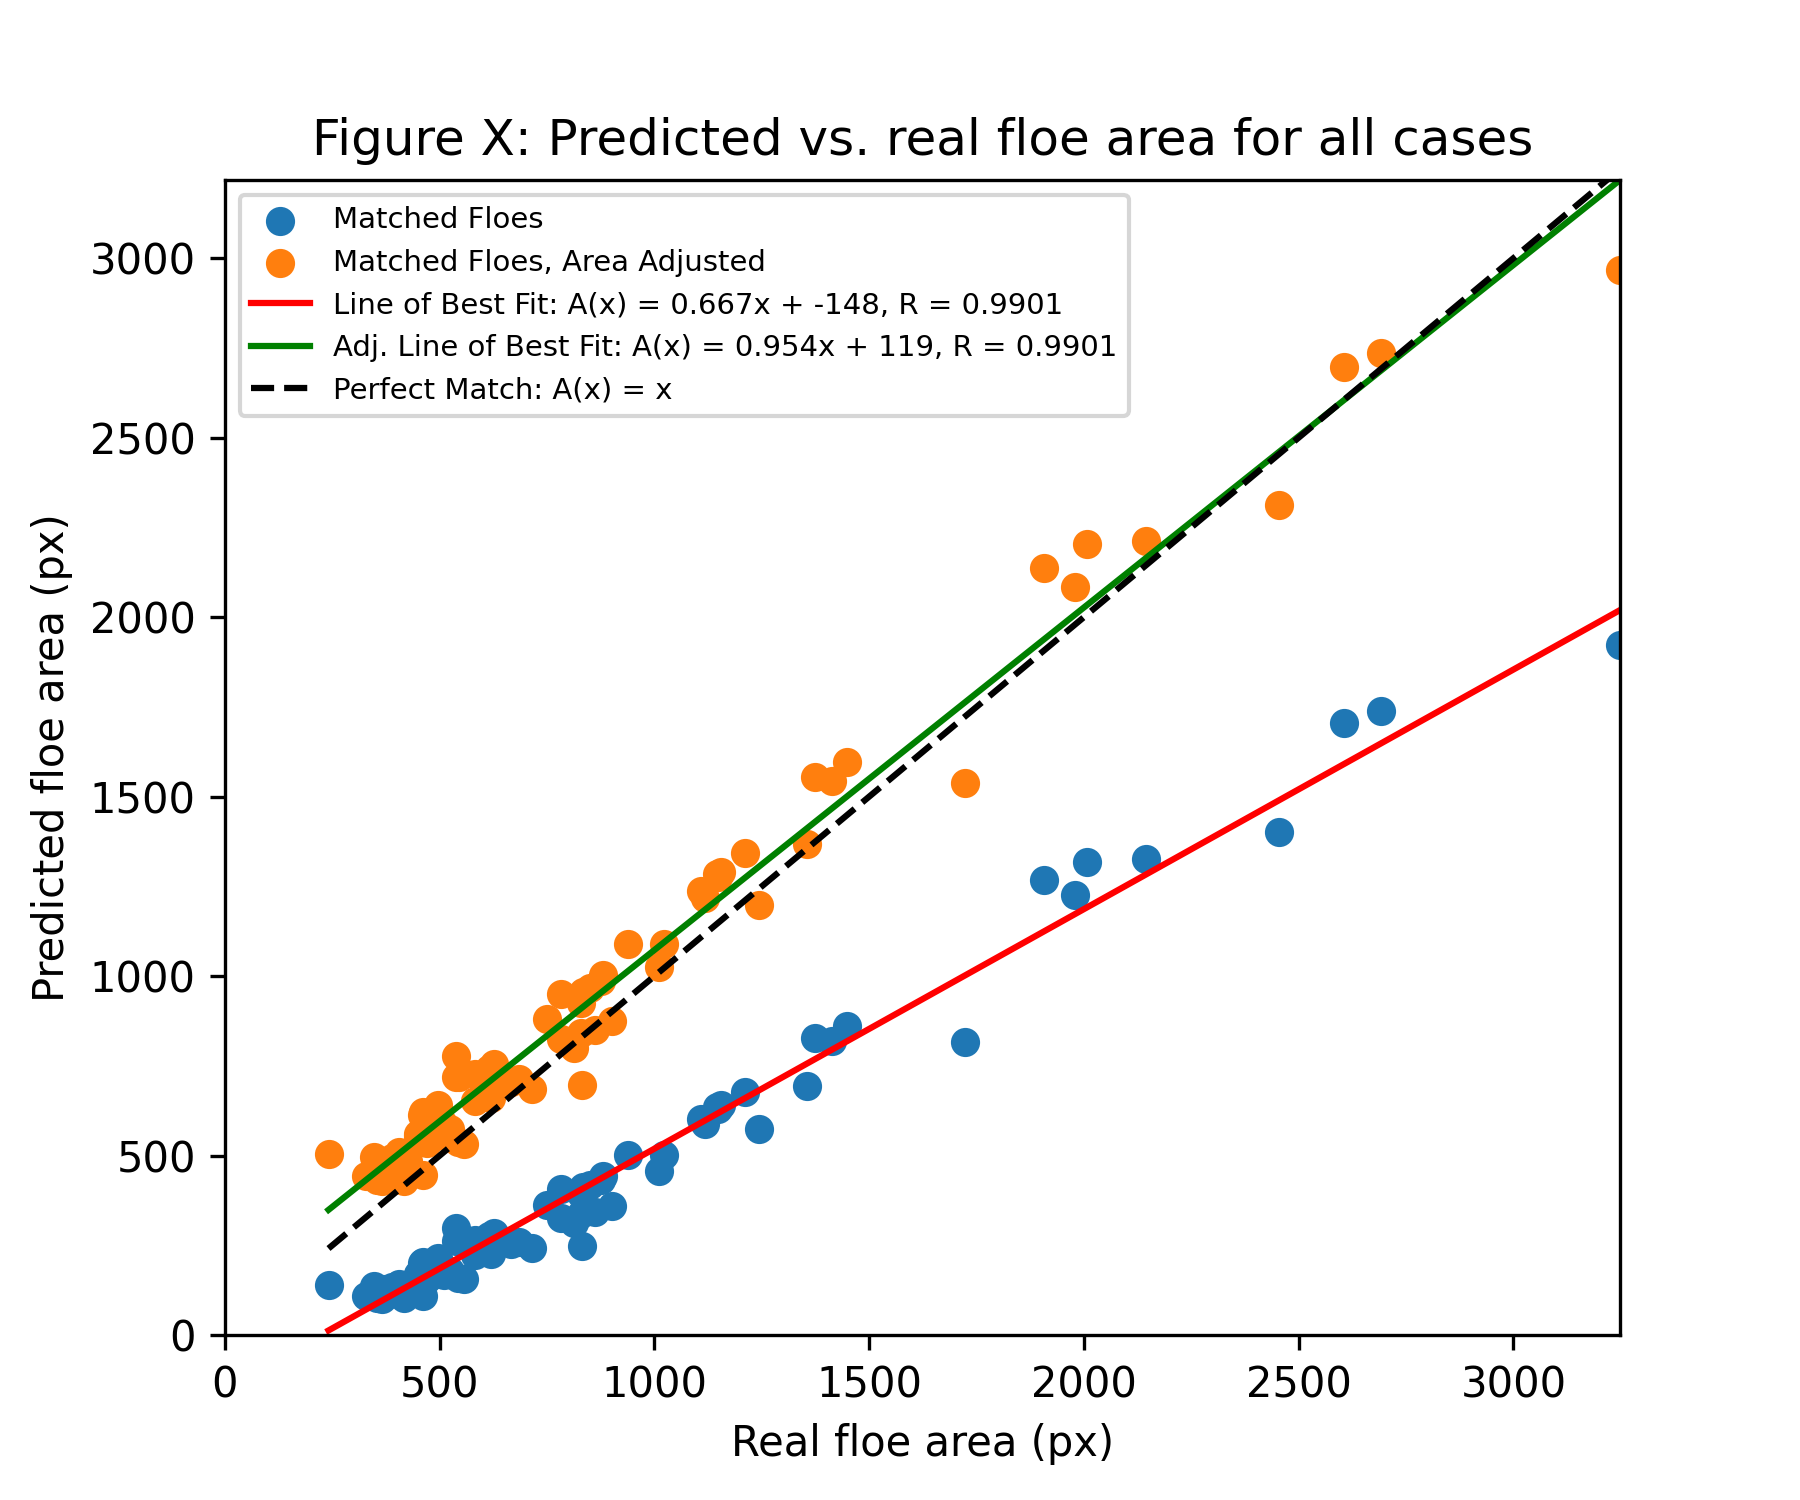 Figure X: Predicted vs. real floe area for all cases
Matched Floes
Matched Floes, Area Adjusted
Line of Best Fit: A(x) = 0.667x + -148, R = 0.9901
Adj. Line of Best Fit: A(x) = 0.954x + 119, R = 0.9901
Perfect Match: A(x) = x
Predicted floe area (px)
3000
2500
2000
1500
1000
500
0
0 500 1000 1500 2000 2500 3000
Real floe area (px)